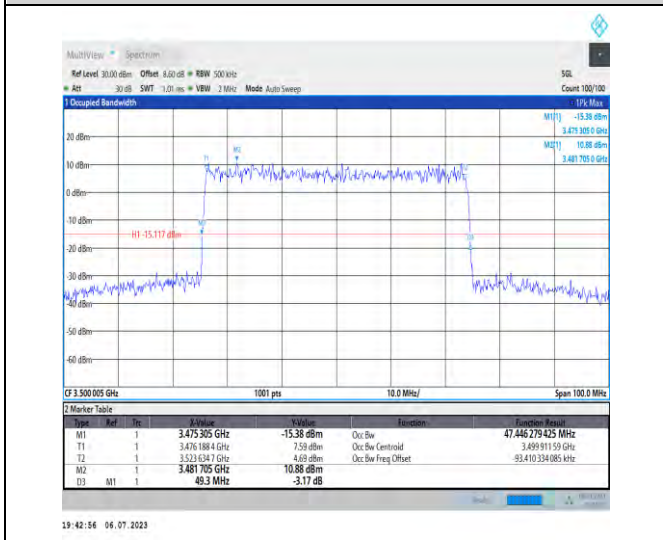 MultiView Spectrum
Ref Level 30.00 dBm Offset 8.60 dB RBW 500 kHz SGL
Att 30 dB SWT 1.01 ms VBW 2 MHz Mode Auto Sweep Count 100/100
1 Occupied Bandwidth 1Pk Max
M1[1] -15.38 dBm
3.475 305 0 GHz
M2[1] 10.88 dBm
3.481 705 0 GHz
20 dBm
10 dBm
0 dBm
-10 dBm
-20 dBm
-30 dBm
-40 dBm
-50 dBm
-60 dBm
T1
M2
M1
H1 -15.117 dBm
CF 3.500 005 GHz 1001 pts 10.0 MHz/ Span 100.0 MHz
2 Marker Table
Type Ref Trc X-Value Y-Value Function Function Result
M1 1 3.475 305 GHz -15.38 dBm Occ Bw 47.446 279 425 MHz
T1 1 3.476 188 4 GHz 7.59 dBm Occ Bw Centroid 3.499 911 59 GHz
T2 1 3.523 634 7 GHz 4.69 dBm Occ Bw Freq Offset -93.410 334 085 kHz
M2 1 3.481 705 GHz 10.88 dBm
D3 M1 1 49.3 MHz -3.17 dB
19:42:56 06.07.2023